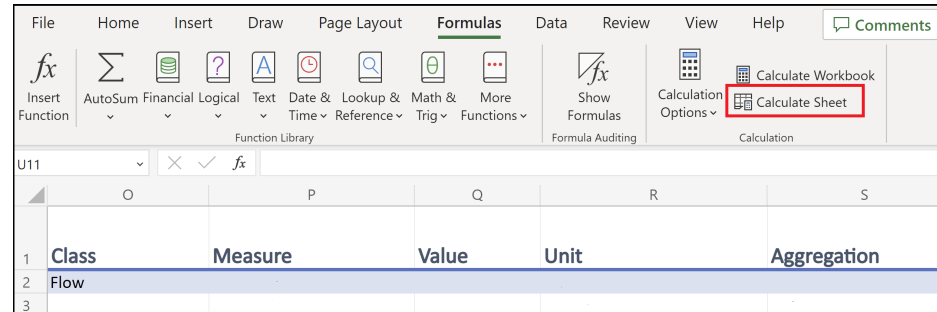 File Home Insert Draw Page Layout Formulas Data Review View Help Comments
fx Σ ? A θ fx Calculate Workbook
Insert AutoSum Financial Logical Text Date & Lookup & Math & More Show Calculation Calculate Sheet
Function Time Reference Trig Functions Formulas Options
Function Library Formula Auditing Calculation
U11 fx
O P Q R S
1 Class Measure Value Unit Aggregation
2 Flow
3